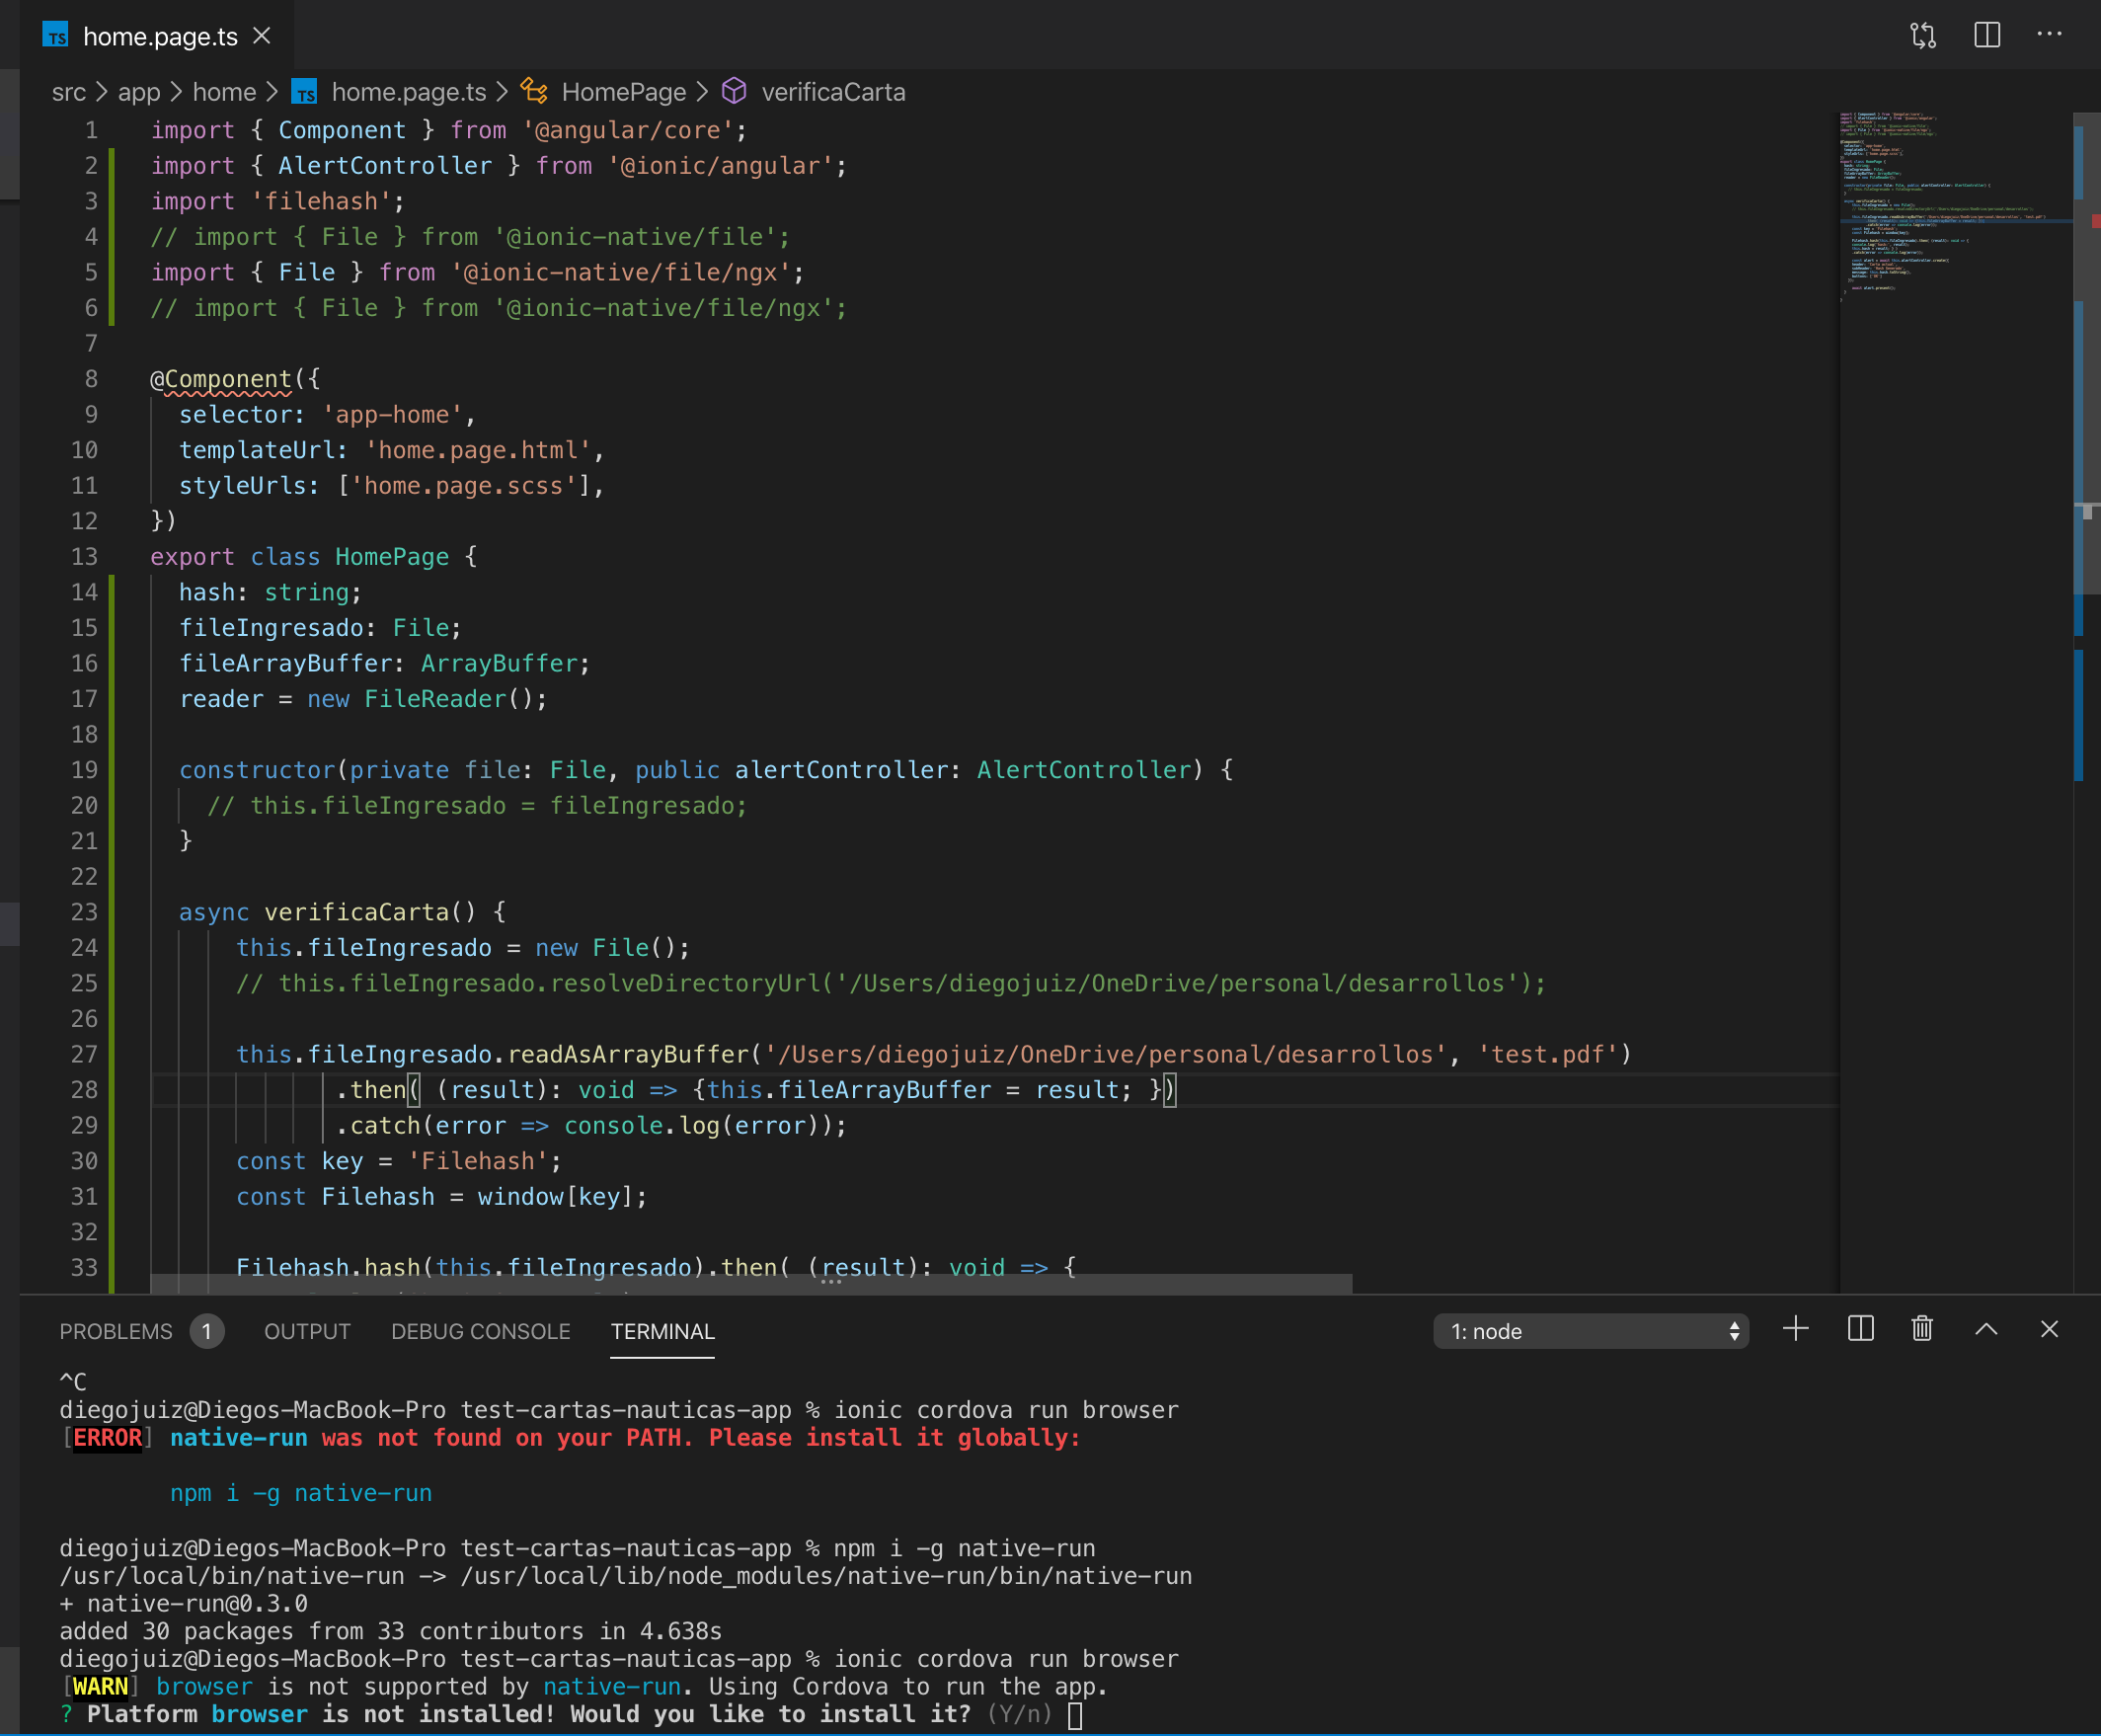 TS home.page.ts
src > app > home > TS home.page.ts > HomePage > verificaCarta
1 import { Component } from '@angular/core';
2 import { AlertController } from '@ionic/angular';
3 import 'filehash';
4 // import { File } from '@ionic-native/file';
5 import { File } from '@ionic-native/file/ngx';
6 // import { File } from '@ionic-native/file/ngx';
7
8 @Component({
9   selector: 'app-home',
10   templateUrl: 'home.page.html',
11   styleUrls: ['home.page.scss'],
12 })
13 export class HomePage {
14   hash: string;
15   fileIngresado: File;
16   fileArrayBuffer: ArrayBuffer;
17   reader = new FileReader();
18
19   constructor(private file: File, public alertController: AlertController) {
20     // this.fileIngresado = fileIngresado;
21   }
22
23   async verificaCarta() {
24       this.fileIngresado = new File();
25       // this.fileIngresado.resolveDirectoryUrl('/Users/diegojuiz/OneDrive/personal/desarrollos');
26
27       this.fileIngresado.readAsArrayBuffer('/Users/diegojuiz/OneDrive/personal/desarrollos', 'test.pdf')
28              .then( (result): void => {this.fileArrayBuffer = result; })
29              .catch(error => console.log(error));
30       const key = 'Filehash';
31       const Filehash = window[key];
32
33       Filehash.hash(this.fileIngresado).then( (result): void => {
PROBLEMS 1 OUTPUT DEBUG CONSOLE TERMINAL 1: node
^C
diegojuiz@Diegos-MacBook-Pro test-cartas-nauticas-app % ionic cordova run browser
[ERROR] native-run was not found on your PATH. Please install it globally:
npm i -g native-run
diegojuiz@Diegos-MacBook-Pro test-cartas-nauticas-app % npm i -g native-run
/usr/local/bin/native-run -> /usr/local/lib/node_modules/native-run/bin/native-run
+ native-run@0.3.0
added 30 packages from 33 contributors in 4.638s
diegojuiz@Diegos-MacBook-Pro test-cartas-nauticas-app % ionic cordova run browser
[WARN] browser is not supported by native-run. Using Cordova to run the app.
? Platform browser is not installed! Would you like to install it? (Y/n)